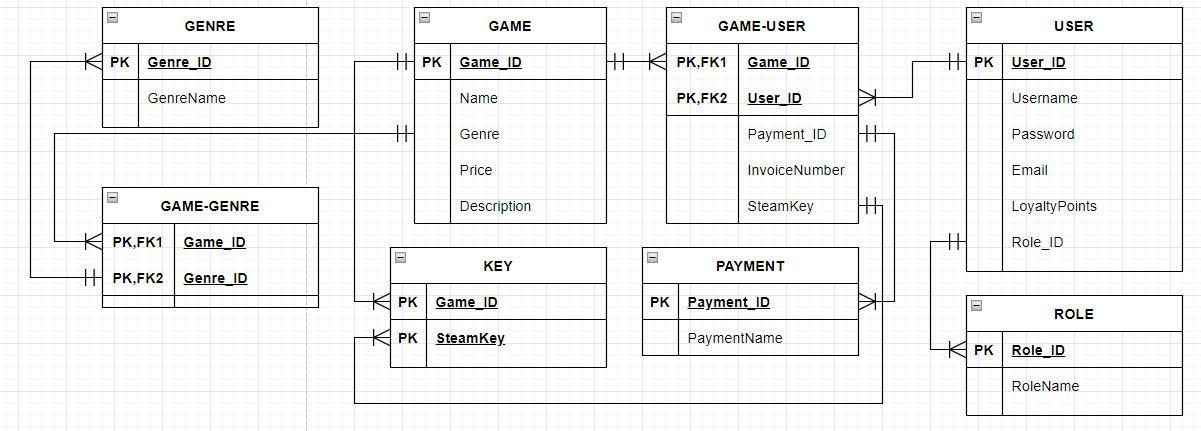 GENRE
PK Genre_ID
GenreName
GAME
PK Game_ID
Name
Genre
Price
Description
GAME-USER
PK,FK1 Game_ID
PK,FK2 User_ID
Payment_ID
InvoiceNumber
SteamKey
USER
PK User_ID
Username
Password
Email
LoyaltyPoints
Role_ID
GAME-GENRE
PK,FK1 Game_ID
PK,FK2 Genre_ID
KEY
PK Game_ID
PK SteamKey
PAYMENT
PK Payment_ID
PaymentName
ROLE
PK Role_ID
RoleName